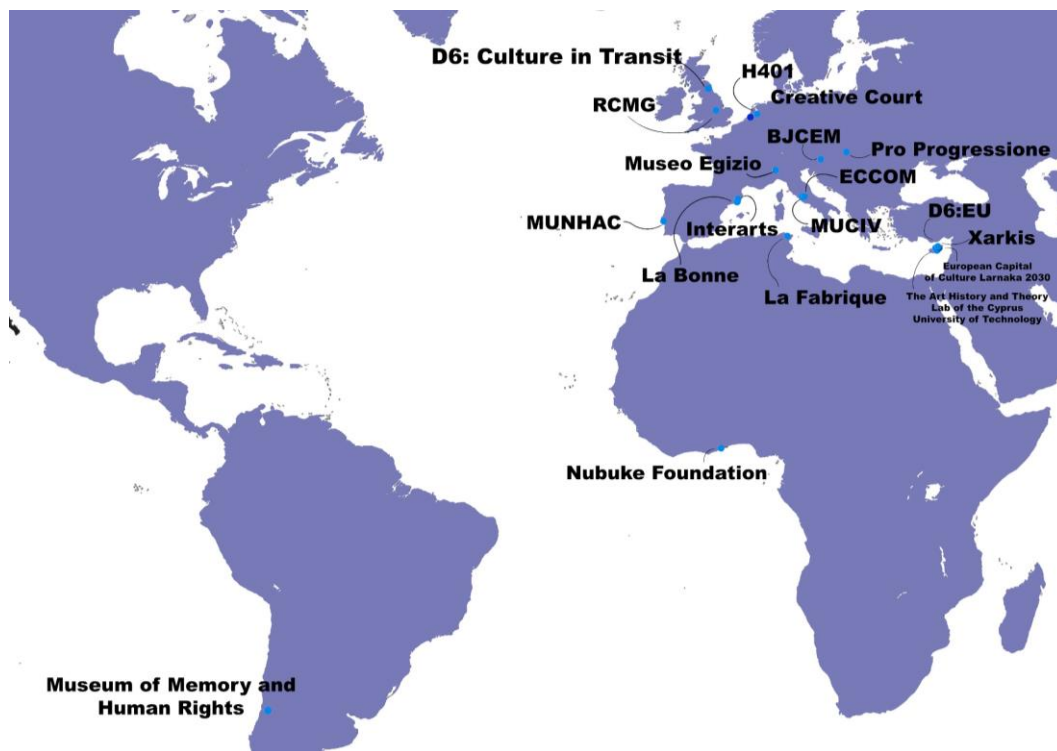 D6: Culture in Transit
H401
Creative Court
RCMG
BJCEM
Pro Progressione
Museo Egizio
ECCOM
MUNHAC
Interarts
MUCIV
D6:EU
Xarkis
European Capital
of Culture Larnaka 2030
La Bonne
La Fabrique
The Art History and Theory
Lab of the Cyprus
University of Technology
Nubuke Foundation
Museum of Memory and
Human Rights